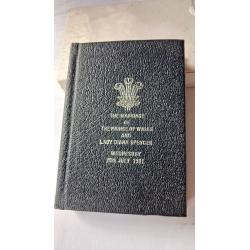 THE MARRIAGE
OF
THE PRINCE OF WALES
AND
LADY DIANA SPENCER
WEDNESDAY
29th JULY 1981